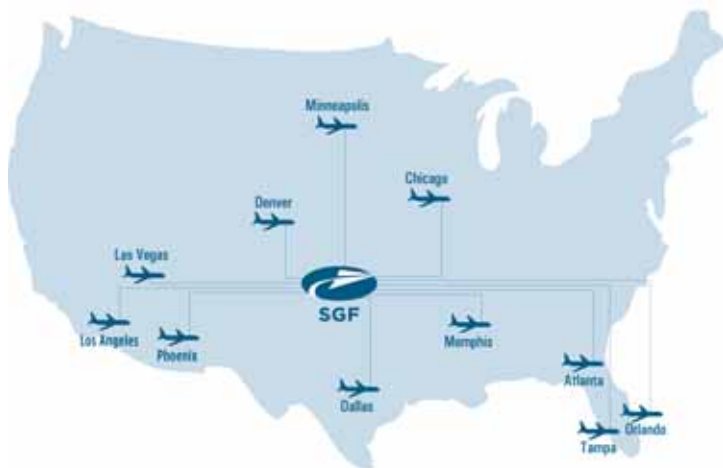 Minneapolis
Chicago
Denver
Las Vegas
SGF
Los Angeles
Phoenix
Memphis
Atlanta
Dallas
Orlando
Tampa